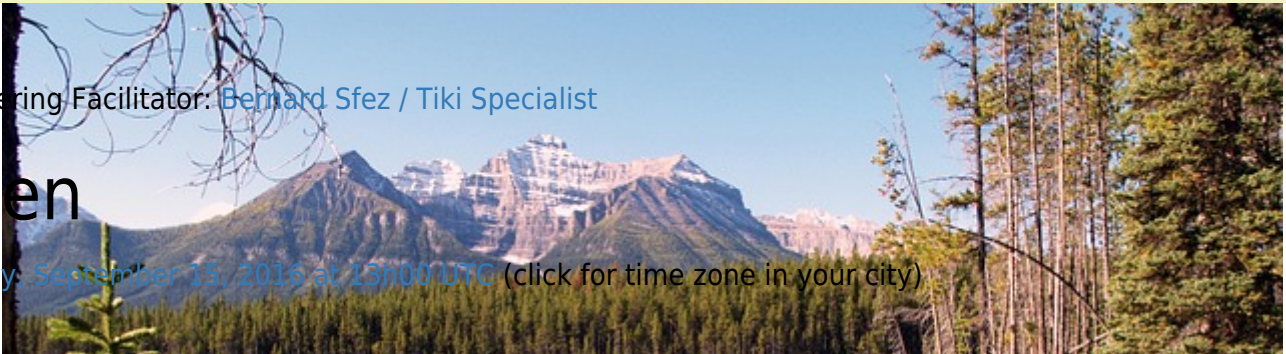 ering Facilitator: Bernard Sfez / Tiki Specialist
en
y, September 15, 2016 at 13h00 UTC (click for time zone in your city)